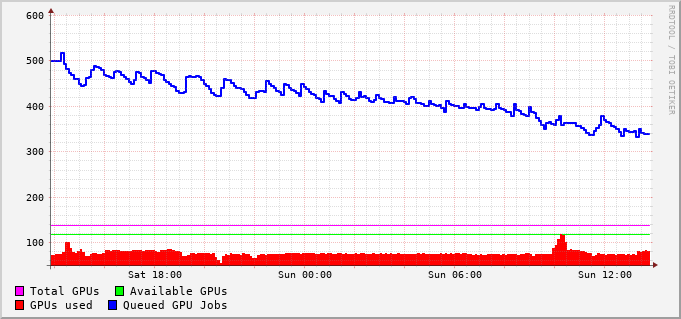 600
500
400
300
200
100
Sat 18:00 Sun 00:00 Sun 06:00 Sun 12:00
Total GPUs Available GPUs
GPUs used Queued GPU Jobs
RRDTOOL / TOBI OETIKER